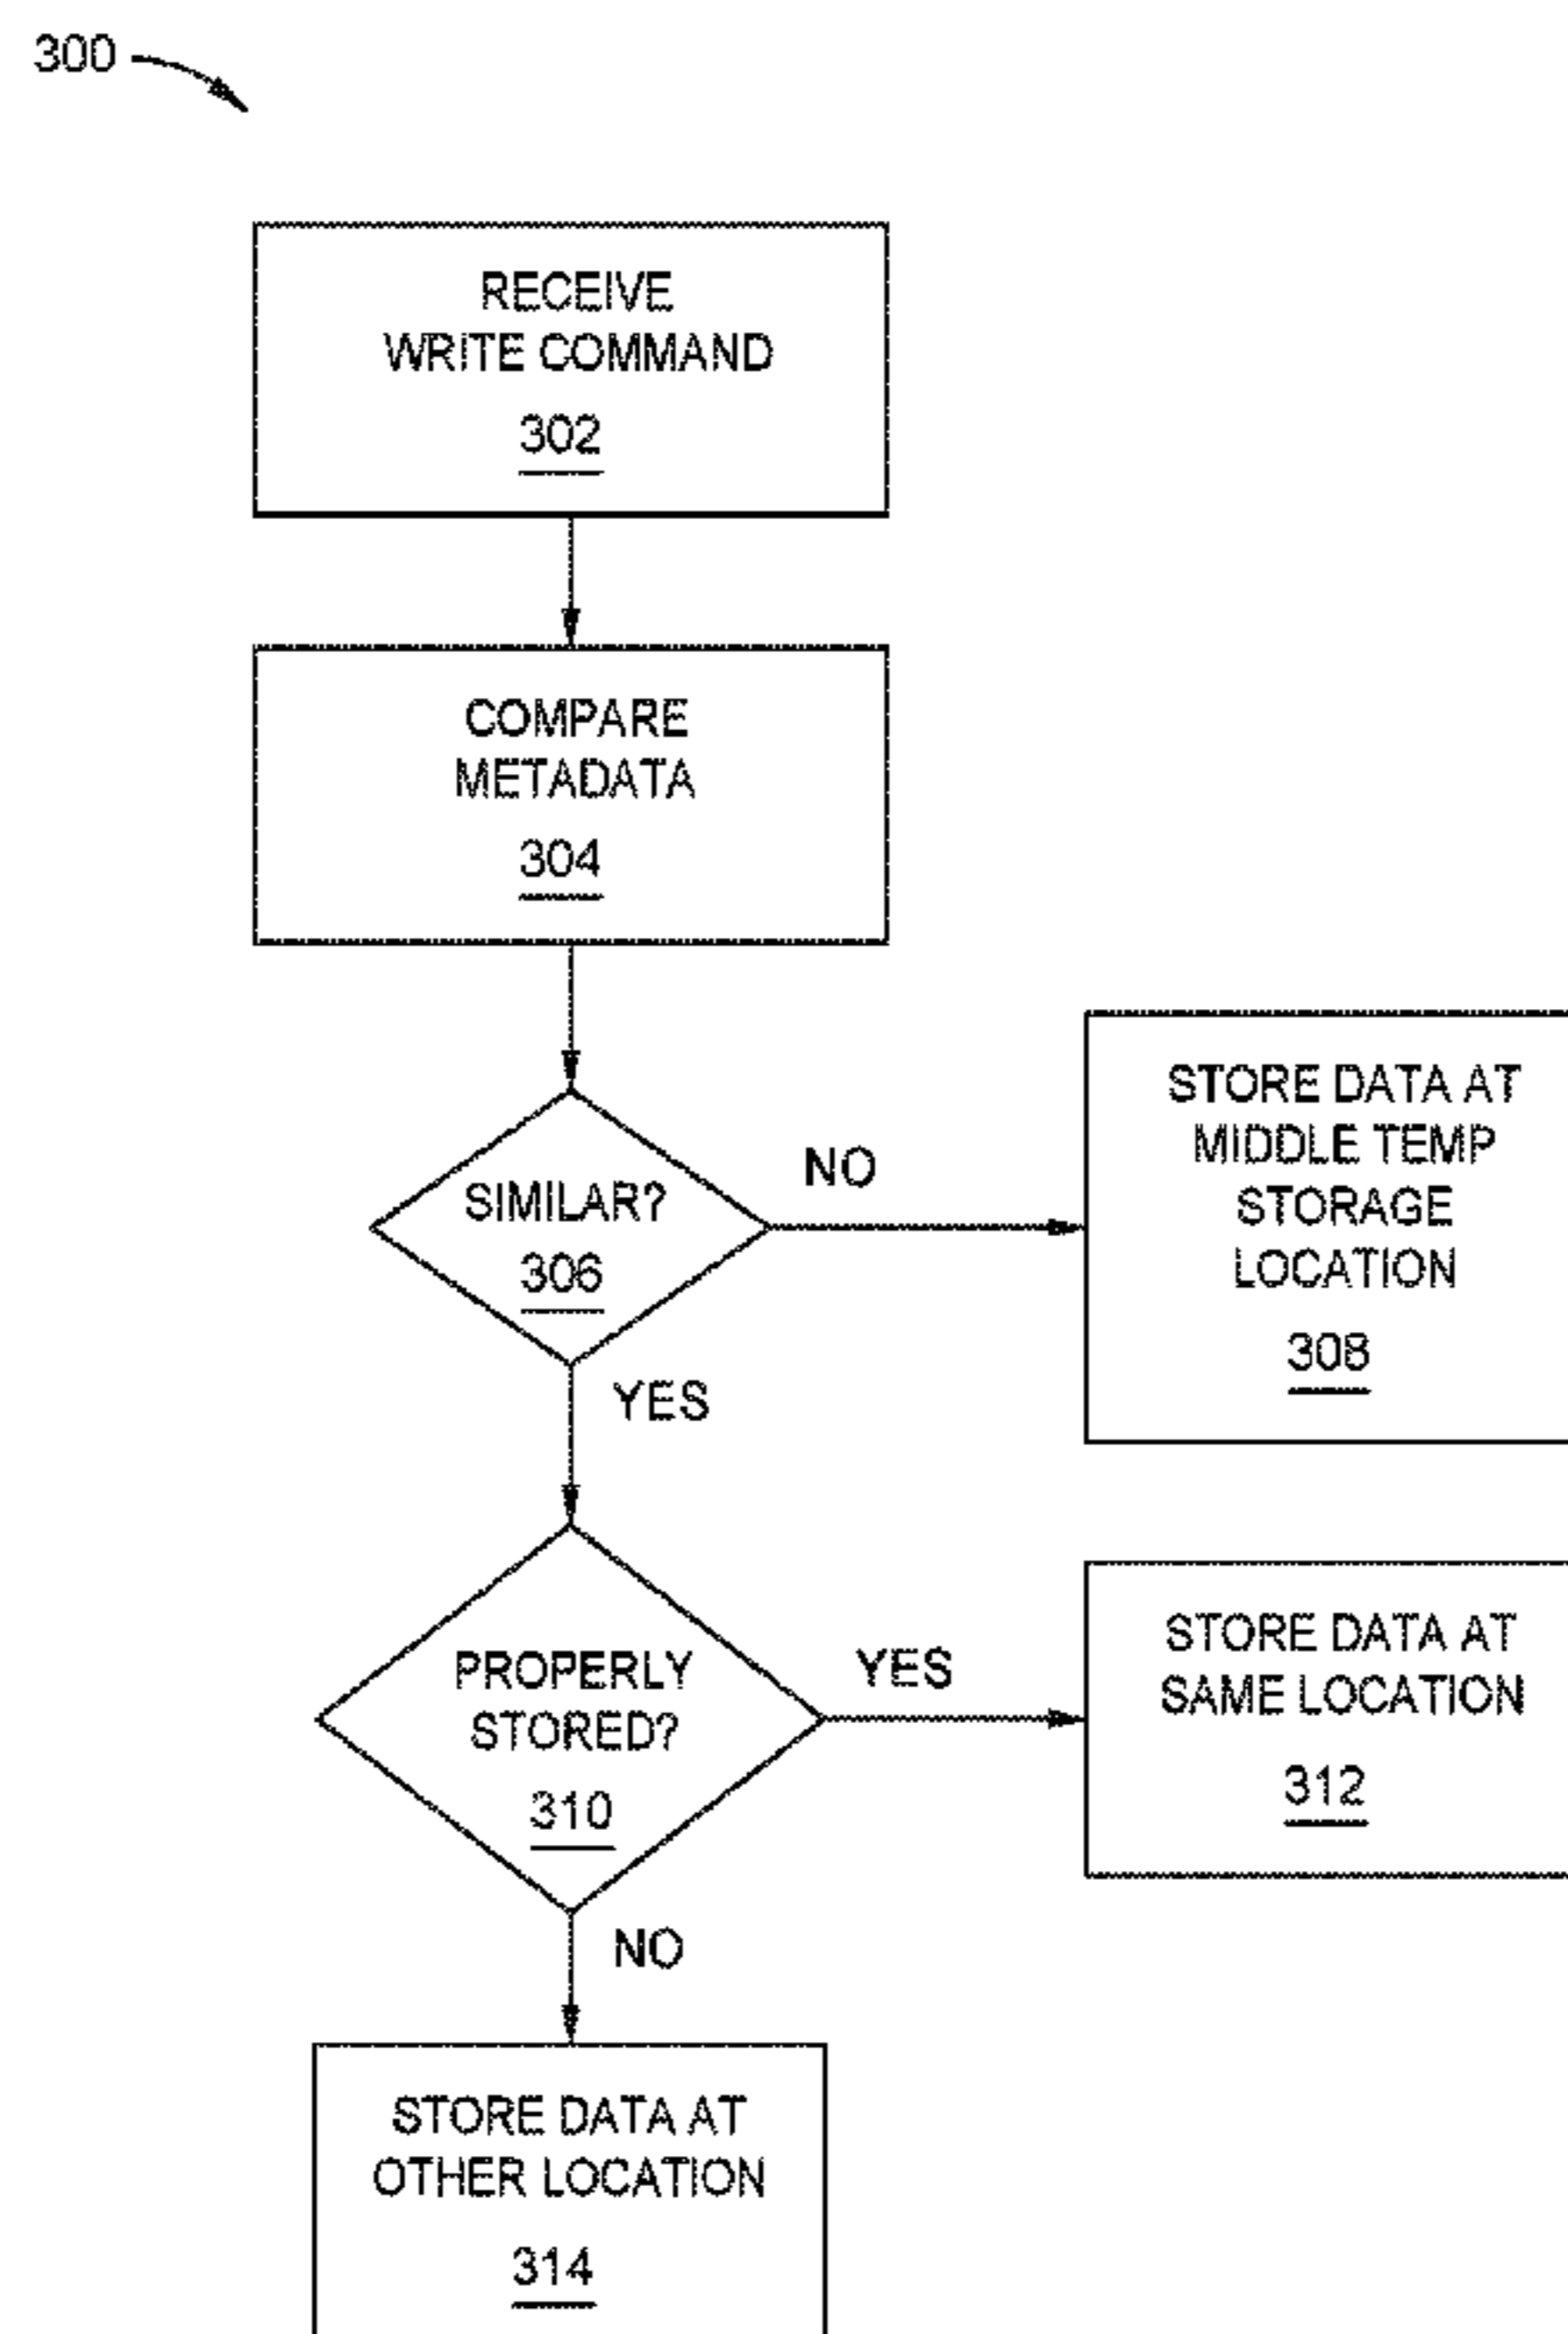 300
RECEIVE
WRITE COMMAND
302
COMPARE
METADATA
304
SIMILAR?
306
NO
STORE DATA AT
MIDDLE TEMP
STORAGE
LOCATION
308
YES
PROPERLY
STORED?
310
YES
STORE DATA AT
SAME LOCATION
312
NO
STORE DATA AT
OTHER LOCATION
314